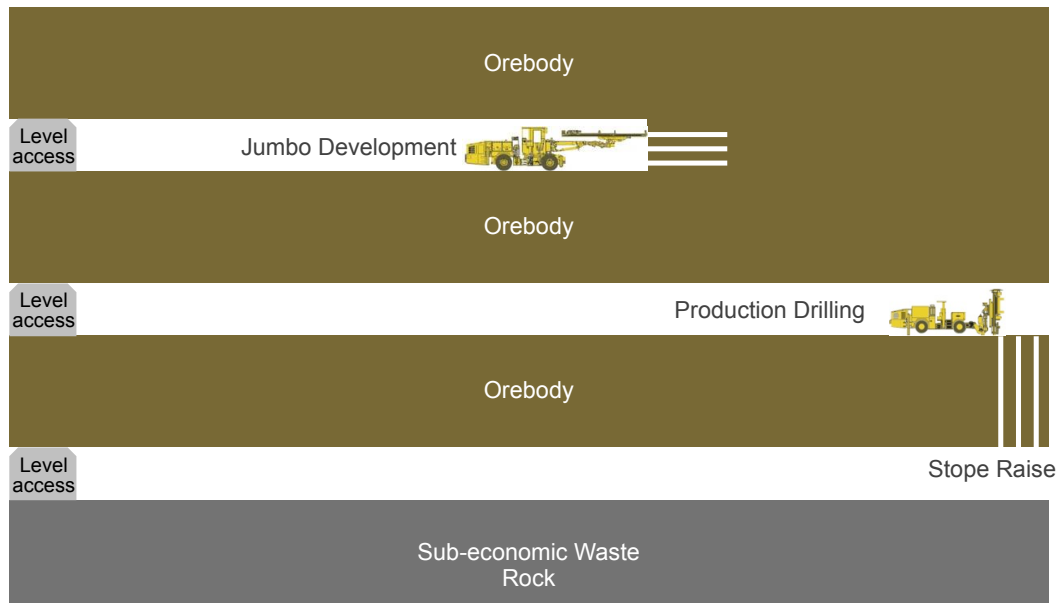 Orebody
Level
access
Jumbo Development
Orebody
Level
access
Production Drilling
Orebody
Level
access
Stope Raise
Sub-economic Waste
Rock